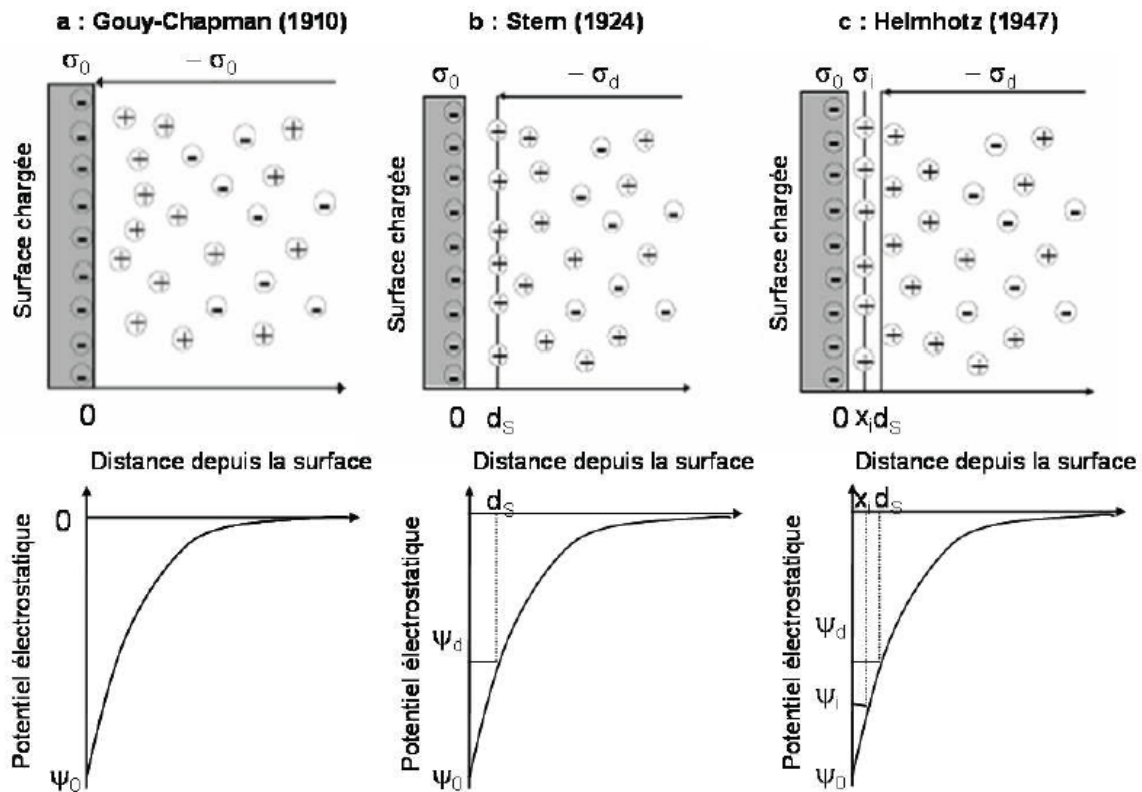 a : Gouy-Chapman (1910)
b : Stern (1924)
c : Helmhotz (1947)
σ0
– σ0
σ0
– σd
σ0 σi
– σd
Surface chargée
Surface chargée
Surface chargée
0
0 dS
0 xi dS
Distance depuis la surface
Distance depuis la surface
Distance depuis la surface
0
dS
xi dS
Potentiel électrostatique
Potentiel électrostatique
Potentiel électrostatique
Ψ0
Ψd
Ψ0
Ψd
Ψi
Ψ0